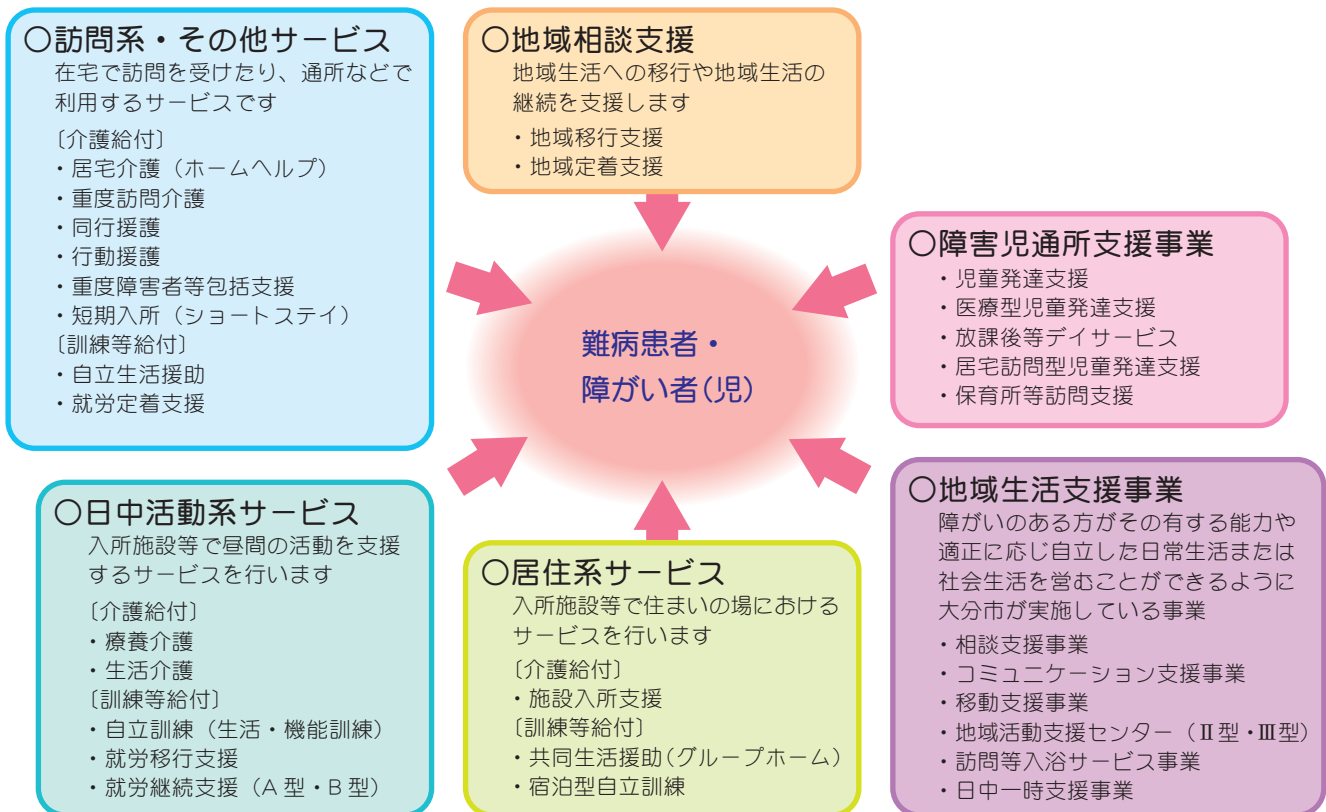 〇訪問系・その他サービス
在宅で訪問を受けたり、通所などで
利用するサービスです
〔介護給付〕
・居宅介護（ホームヘルプ）
・重度訪問介護
・同行援護
・行動援護
・重度障害者等包括支援
・短期入所（ショートステイ）
〔訓練等給付〕
・自立生活援助
・就労定着支援
〇地域相談支援
地域生活への移行や地域生活の
継続を支援します
・地域移行支援
・地域定着支援
〇障害児通所支援事業
・児童発達支援
・医療型児童発達支援
・放課後等デイサービス
・居宅訪問型児童発達支援
・保育所等訪問支援
難病患者・
障がい者(児)
〇日中活動系サービス
入所施設等で昼間の活動を支援
するサービスを行います
〔介護給付〕
・療養介護
・生活介護
〔訓練等給付〕
・自立訓練（生活・機能訓練）
・就労移行支援
・就労継続支援（A型・B型）
〇居住系サービス
入所施設等で住まいの場における
サービスを行います
〔介護給付〕
・施設入所支援
〔訓練等給付〕
・共同生活援助(グループホーム)
・宿泊型自立訓練
〇地域生活支援事業
障がいのある方がその有する能力や
適正に応じ自立した日常生活または
社会生活を営むことができるように
大分市が実施している事業
・相談支援事業
・コミュニケーション支援事業
・移動支援事業
・地域活動支援センター（Ⅱ型・Ⅲ型）
・訪問等入浴サービス事業
・日中一時支援事業